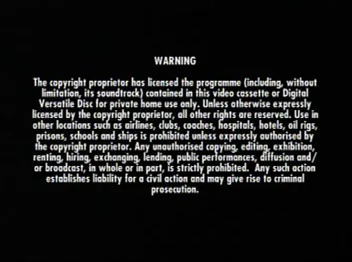 WARNING
The copyright proprietor has licensed the programme (including, without
limitation, its soundtrack) contained in this video cassette or Digital
Versatile Disc for private home use only. Unless otherwise expressly
licensed by the copyright proprietor, all other rights are reserved. Use in
other locations such as airlines, clubs, coaches, hospitals, hotels, oil rigs,
prisons, schools and ships is prohibited unless expressly authorised by
the copyright proprietor. Any unauthorised copying, editing, exhibition,
renting, hiring, exchanging, lending, public performances, diffusion and/
or broadcast, in whole or in part, is strictly prohibited. Any such action
establishes liability for a civil action and may give rise to criminal
prosecution.